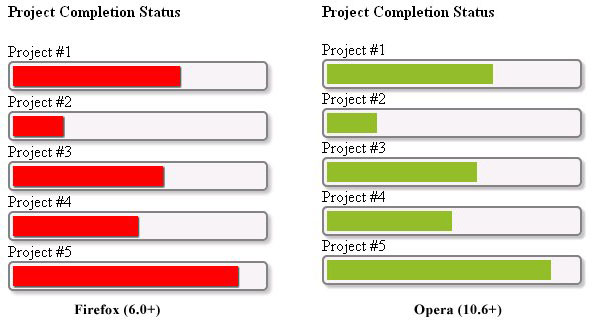 Project Completion Status
Project #1
Project #2
Project #3
Project #4
Project #5
Firefox (6.0+)
Project Completion Status
Project #1
Project #2
Project #3
Project #4
Project #5
Opera (10.6+)